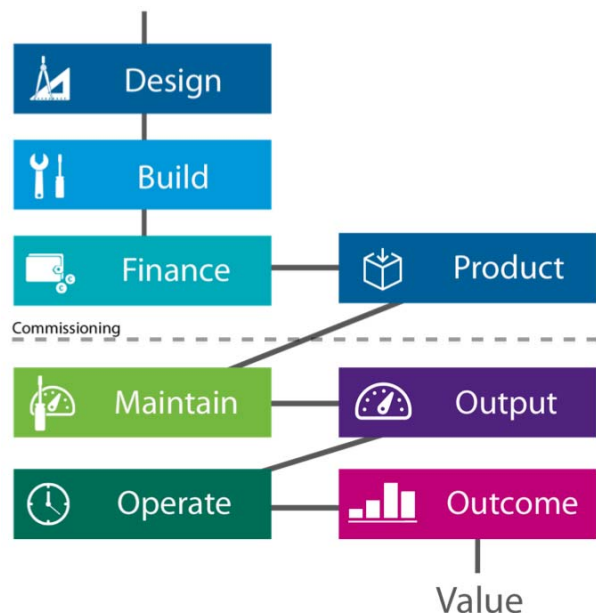 Design
Build
Finance
Product
Commissioning
Maintain
Output
Operate
Outcome
Value